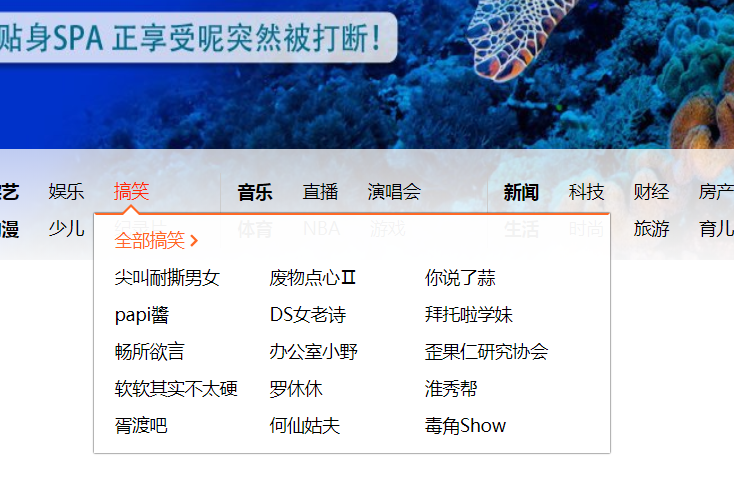 贴身SPA 正享受呢突然被打断!
艺 娱乐 搞笑 音乐 直播 演唱会 新闻 科技 财经 房产
漫 少儿 体育 NBA 游戏 生活 时尚 旅游 育儿
全部搞笑 >
尖叫耐撕男女 废物点心Ⅱ 你说了蒜
papi酱 DS女老诗 拜托啦学妹
畅所欲言 办公室小野 歪果仁研究协会
软软其实不太硬 罗休休 淮秀帮
胥渡吧 何仙姑夫 毒角Show